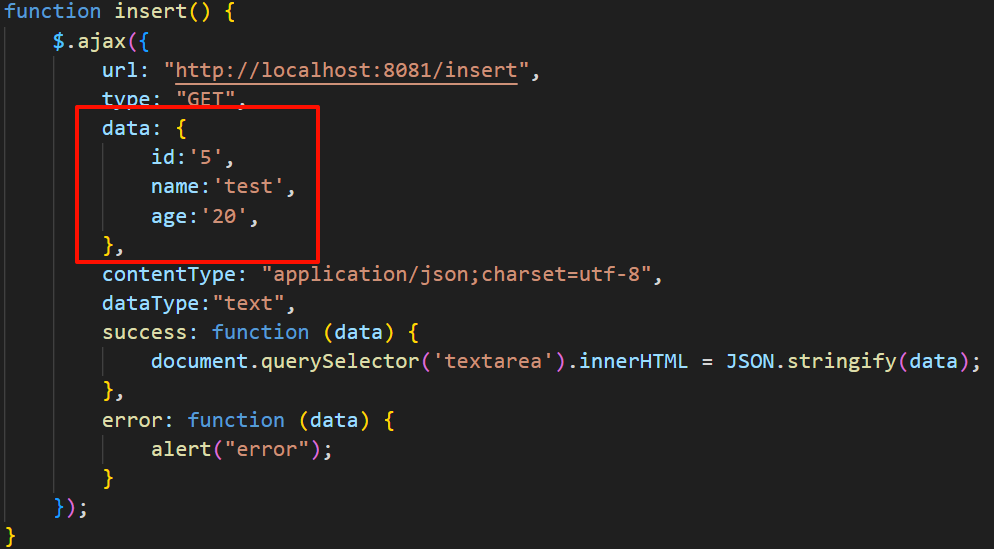 function insert() {
$.ajax({
url: "http://localhost:8081/insert",
type: "GET",
data: {
id:'5',
name:'test',
age:'20',
},
contentType: "application/json;charset=utf-8",
dataType:"text",
success: function (data) {
document.querySelector('textarea').innerHTML = JSON.stringify(data);
},
error: function (data) {
alert("error");
}
});
}